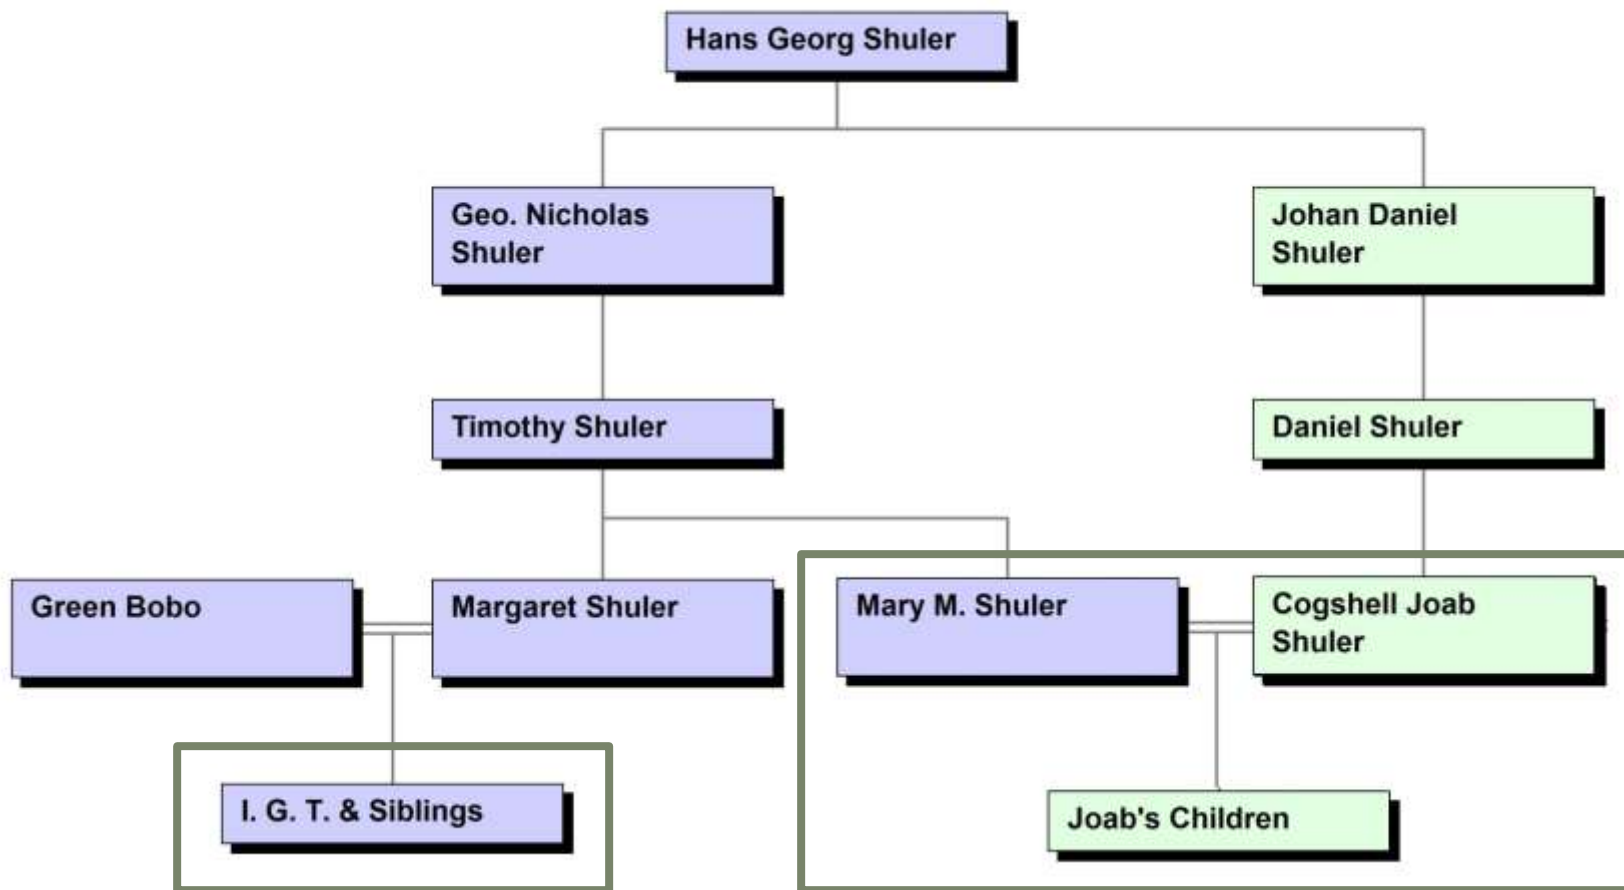 Hans Georg Shuler
Geo. Nicholas
Shuler
Johan Daniel
Shuler
Timothy Shuler
Daniel Shuler
Green Bobo
Margaret Shuler
Mary M. Shuler
Cogshell Joab
Shuler
I. G. T. & Siblings
Joab's Children